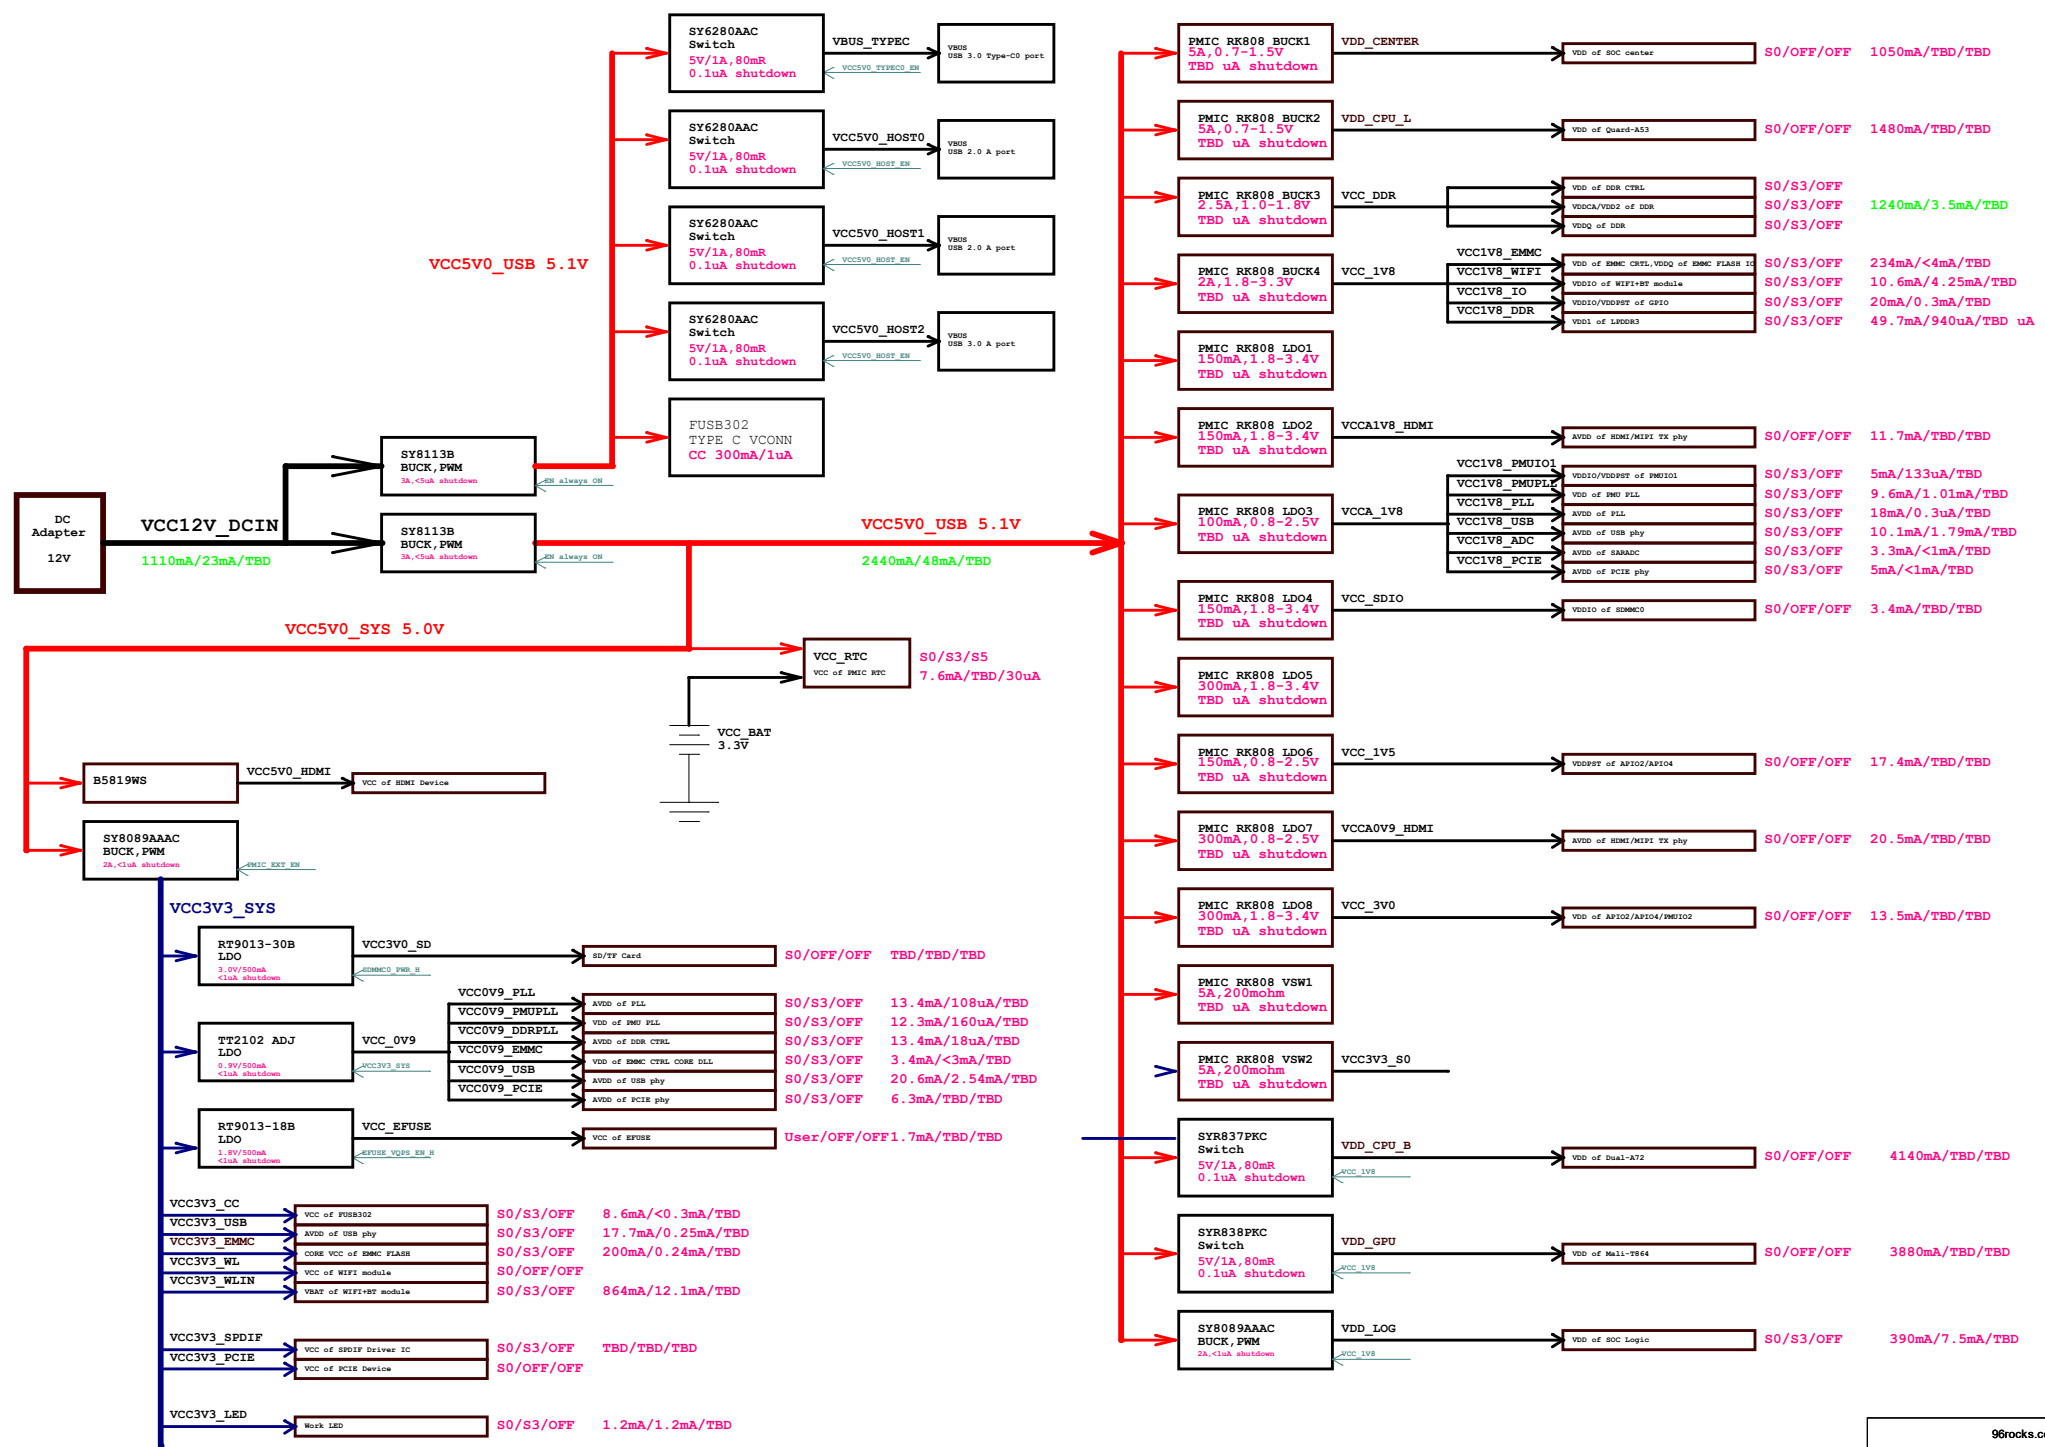 SY6280AAC
Switch
5V/1A,80mR
0.1uA shutdown
VBUS_TYPEC
VCC5V0_TYPEC0_EN
VBUS
USB 3.0 Type-C0 port
SY6280AAC
Switch
5V/1A,80mR
0.1uA shutdown
VCC5V0_HOST0
VCC5V0_HOST_EN
VBUS
USB 2.0 A port
SY6280AAC
Switch
5V/1A,80mR
0.1uA shutdown
VCC5V0_HOST1
VCC5V0_HOST_EN
VBUS
USB 2.0 A port
VCC5V0_USB 5.1V
SY6280AAC
Switch
5V/1A,80mR
0.1uA shutdown
VCC5V0_HOST2
VCC5V0_HOST_EN
VBUS
USB 3.0 A port
FUSB302
TYPE C VCONN
CC 300mA/1uA
SY8113B
BUCK,PWM
3A,<5uA shutdown
EN always ON
DC
Adapter
12V
VCC12V_DCIN
1110mA/23mA/TBD
SY8113B
BUCK,PWM
3A,<5uA shutdown
EN always ON
VCC5V0_USB 5.1V
2440mA/48mA/TBD
VCC5V0_SYS 5.0V
VCC_RTC
VCC of PMIC RTC
S0/S3/S5
7.6mA/TBD/30uA
VCC_BAT
3.3V
B5819WS
VCC5V0_HDMI
VCC of HDMI Device
SY8089AAAC
BUCK,PWM
2A,<1uA shutdown
PMIC_EXT_EN
VCC3V3_SYS
RT9013-30B
LDO
3.0V/500mA
<1uA shutdown
VCC3V0_SD
SDMMC0_PWR_H
SD/TF Card
S0/OFF/OFF TBD/TBD/TBD
TT2102 ADJ
LDO
0.9V/500mA
<1uA shutdown
VCC_0V9
VCC3V3_SYS
VCC0V9_PLL
AVDD of PLL
S0/S3/OFF 13.4mA/108uA/TBD
VCC0V9_PMUPLL
VDD of PMU PLL
S0/S3/OFF 12.3mA/160uA/TBD
VCC0V9_DDRPLL
AVDD of DDR CTRL
S0/S3/OFF 13.4mA/18uA/TBD
VCC0V9_EMMC
VDD of EMMC CTRL CORE DLL
S0/S3/OFF 3.4mA/<3mA/TBD
VCC0V9_USB
AVDD of USB phy
S0/S3/OFF 20.6mA/2.54mA/TBD
VCC0V9_PCIE
AVDD of PCIE phy
S0/S3/OFF 6.3mA/TBD/TBD
RT9013-18B
LDO
1.8V/500mA
<1uA shutdown
VCC_EFUSE
EFUSE_VQPS_EN_H
VCC of EFUSE
User/OFF/OFF1.7mA/TBD/TBD
VCC3V3_CC
VCC of FUSB302
S0/S3/OFF 8.6mA/<0.3mA/TBD
VCC3V3_USB
AVDD of USB phy
S0/S3/OFF 17.7mA/0.25mA/TBD
VCC3V3_EMMC
CORE VCC of EMMC FLASH
S0/S3/OFF 200mA/0.24mA/TBD
VCC3V3_WL
VCC of WIFI module
S0/OFF/OFF
VCC3V3_WLIN
VBAT of WIFI+BT module
S0/S3/OFF 864mA/12.1mA/TBD
VCC3V3_SPDIF
VCC of SPDIF Driver IC
S0/S3/OFF TBD/TBD/TBD
VCC3V3_PCIE
VCC of PCIE Device
S0/OFF/OFF
VCC3V3_LED
Work LED
S0/S3/OFF 1.2mA/1.2mA/TBD
PMIC RK808 BUCK1
5A,0.7-1.5V
TBD uA shutdown
VDD_CENTER
VDD of SOC center
S0/OFF/OFF 1050mA/TBD/TBD
PMIC RK808 BUCK2
5A,0.7-1.5V
TBD uA shutdown
VDD_CPU_L
VDD of Quard-A53
S0/OFF/OFF 1480mA/TBD/TBD
PMIC RK808 BUCK3
2.5A,1.0-1.8V
TBD uA shutdown
VCC_DDR
VDD of DDR CTRL
S0/S3/OFF
VDDCA/VDD2 of DDR
S0/S3/OFF 1240mA/3.5mA/TBD
VDDQ of DDR
S0/S3/OFF
PMIC RK808 BUCK4
2A,1.8-3.3V
TBD uA shutdown
VCC_1V8
VCC1V8_EMMC
VDD of EMMC CRTL,VDDQ of EMMC FLASH IO
S0/S3/OFF 234mA/<4mA/TBD
VCC1V8_WIFI
VDDIO of WIFI+BT module
S0/S3/OFF 10.6mA/4.25mA/TBD
VCC1V8_IO
VDDIO/VDDPST of GPIO
S0/S3/OFF 20mA/0.3mA/TBD
VCC1V8_DDR
VDD1 of LPDDR3
S0/S3/OFF 49.7mA/940uA/TBD uA
PMIC RK808 LDO1
150mA,1.8-3.4V
TBD uA shutdown
PMIC RK808 LDO2
150mA,1.8-3.4V
TBD uA shutdown
VCCA1V8_HDMI
AVDD of HDMI/MIPI TX phy
S0/OFF/OFF 11.7mA/TBD/TBD
PMIC RK808 LDO3
100mA,0.8-2.5V
TBD uA shutdown
VCCA_1V8
VCC1V8_PMUIO1
VDDIO/VDDPST of PMUIO1
S0/S3/OFF 5mA/133uA/TBD
VCC1V8_PMUPLL
VDD of PMU PLL
S0/S3/OFF 9.6mA/1.01mA/TBD
VCC1V8_PLL
AVDD of PLL
S0/S3/OFF 18mA/0.3uA/TBD
VCC1V8_USB
AVDD of USB phy
S0/S3/OFF 10.1mA/1.79mA/TBD
VCC1V8_ADC
AVDD of SARADC
S0/S3/OFF 3.3mA/<1mA/TBD
VCC1V8_PCIE
AVDD of PCIE phy
S0/S3/OFF 5mA/<1mA/TBD
PMIC RK808 LDO4
150mA,1.8-3.4V
TBD uA shutdown
VCC_SDIO
VDDIO of SDMMC0
S0/OFF/OFF 3.4mA/TBD/TBD
PMIC RK808 LDO5
300mA,1.8-3.4V
TBD uA shutdown
PMIC RK808 LDO6
150mA,0.8-2.5V
TBD uA shutdown
VCC_1V5
VDDPST of APIO2/APIO4
S0/OFF/OFF 17.4mA/TBD/TBD
PMIC RK808 LDO7
300mA,0.8-2.5V
TBD uA shutdown
VCCA0V9_HDMI
AVDD of HDMI/MIPI TX phy
S0/OFF/OFF 20.5mA/TBD/TBD
PMIC RK808 LDO8
300mA,1.8-3.4V
TBD uA shutdown
VCC_3V0
VDD of APIO2/APIO4/PMUIO2
S0/OFF/OFF 13.5mA/TBD/TBD
PMIC RK808 VSW1
5A,200mohm
TBD uA shutdown
PMIC RK808 VSW2
5A,200mohm
TBD uA shutdown
VCC3V3_S0
SYR837PKC
Switch
5V/1A,80mR
0.1uA shutdown
VDD_CPU_B
VCC_1V8
VDD of Dual-A72
S0/OFF/OFF 4140mA/TBD/TBD
SYR838PKC
Switch
5V/1A,80mR
0.1uA shutdown
VDD_GPU
VCC_1V8
VDD of Mali-T864
S0/OFF/OFF 3880mA/TBD/TBD
SY8089AAAC
BUCK,PWM
2A,<1uA shutdown
VDD_LOG
VCC_1V8
VDD of SOC Logic
S0/S3/OFF 390mA/7.5mA/TBD